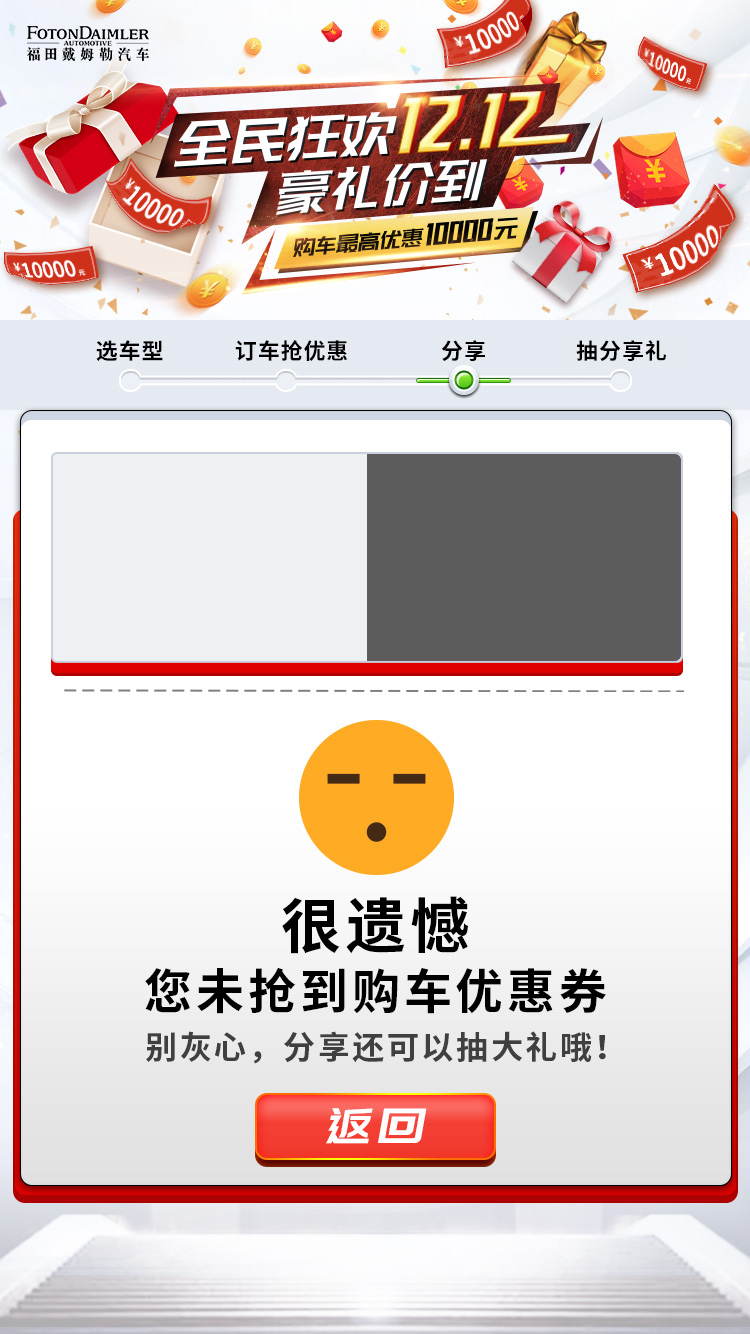 FOTONDAIMLER
AUTOMOTIVE
福田戴姆勒汽车
¥10000
¥10000元
全民狂欢12.12
豪礼价到
购车最高优惠10000元
¥10000
¥
¥
¥10000
¥10000元
¥
选车型 订车抢优惠 分享 抽分享礼
很遗憾
您未抢到购车优惠券
别灰心，分享还可以抽大礼哦！
返回